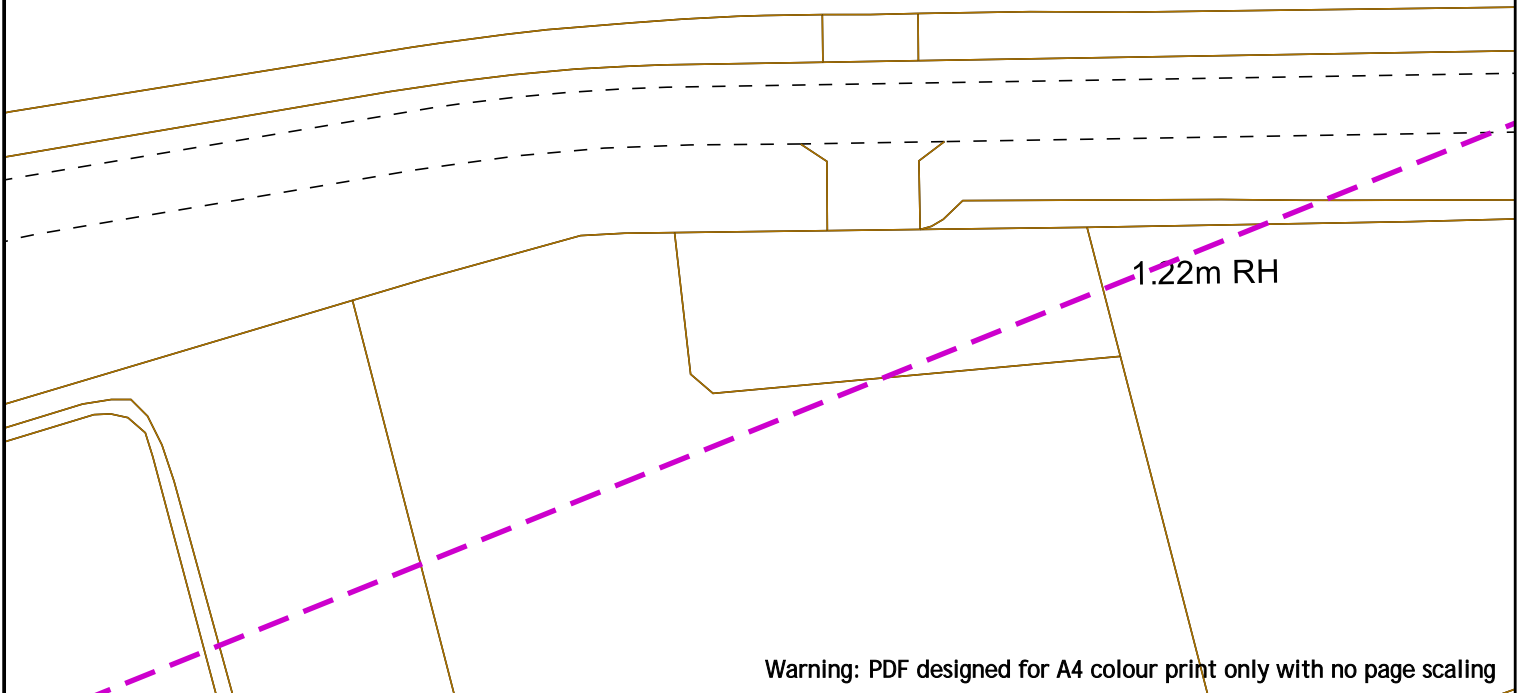 1.22m RH
Warning: PDF designed for A4 colour print only with no page scaling